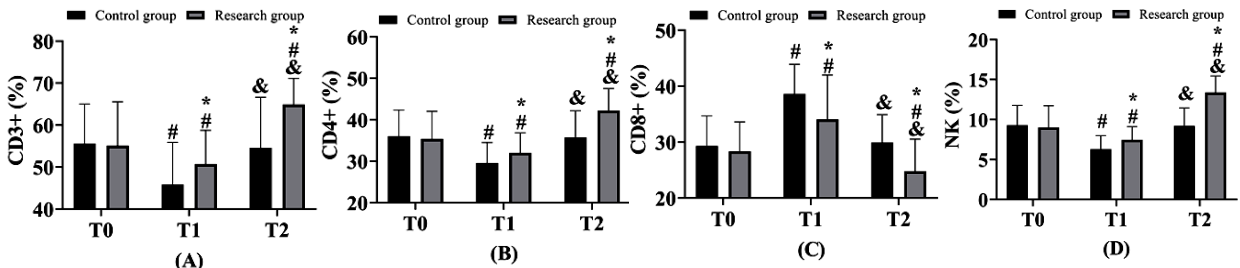 Control group Research group
CD3+ (%)
80
70
60
50
40
# * # & * # &
T0 T1 T2
(A)
Control group Research group
CD4+ (%)
60
50
40
30
20
# * # & * # &
T0 T1 T2
(B)
Control group Research group
CD8+ (%)
50
40
30
20
# * # & * # &
T0 T1 T2
(C)
Control group Research group
NK (%)
20
15
10
5
0
# * # & * # &
T0 T1 T2
(D)